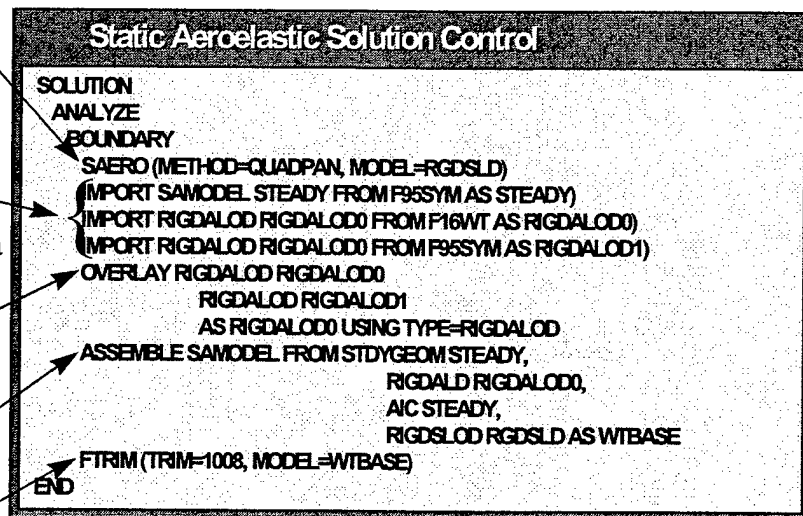 Static Aeroelastic Solution Control
SOLUTION
ANALYZE
BOUNDARY
SAERO (METHOD=QUADPAN, MODEL=RGDSLD)
IMPORT SAMODEL STEADY FROM F95SYM AS STEADY)
IMPORT RIGDALOD RIGDALOD0 FROM F16WT AS RIGDALOD0)
IMPORT RIGDALOD RIGDALOD0 FROM F95SYM AS RIGDALOD1)
OVERLAY RIGDALOD RIGDALOD0
RIGDALOD RIGDALOD1
AS RIGDALOD0 USING TYPE=RIGDALOD
ASSEMBLE SAMODEL FROM STDYGEOM STEADY,
RIGDALD RIGDALOD0,
AIC STEADY,
RIGDSLOD RGDSLD AS WTBASE
FTRIM (TRIM=1008, MODEL=WTBASE)
END